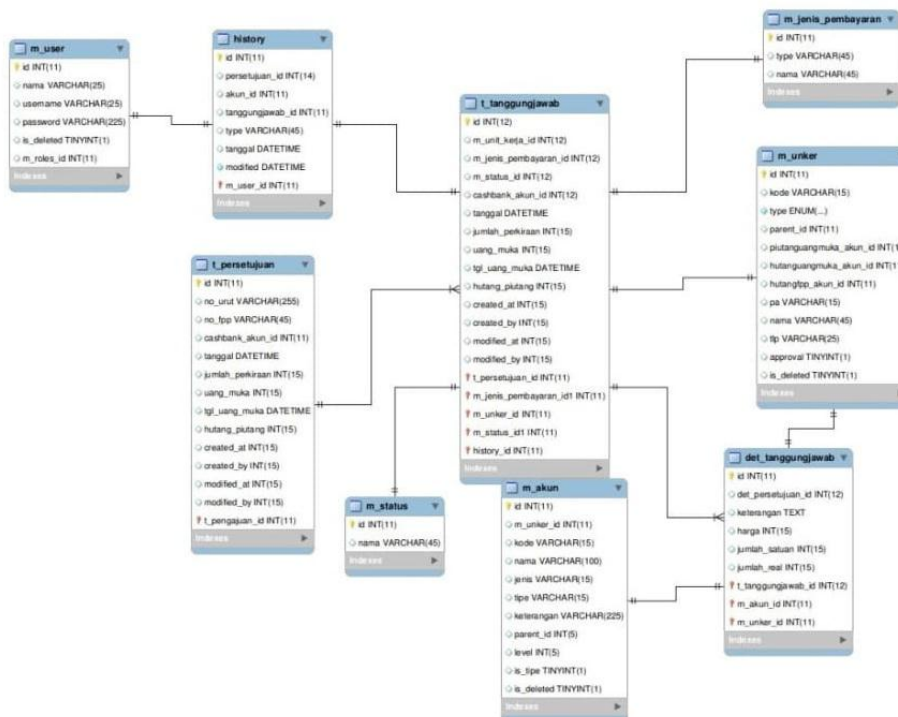 m_user
id INT(11)
nama VARCHAR(25)
username VARCHAR(25)
password VARCHAR(225)
is_deleted TINYINT(1)
m_roles_id INT(11)
Indexes
history
id INT(11)
persetujuan_id INT(14)
akun_id INT(11)
tanggungjawab_id INT(11)
type VARCHAR(45)
tanggal DATETIME
modified DATETIME
m_user_id INT(11)
Indexes
t_tanggungjawab
id INT(12)
m_unit_kerja_id INT(12)
m_jenis_pembayaran_id INT(12)
m_status_id INT(12)
cashbank_akun_id INT(12)
tanggal DATETIME
jumlah_perkiraan INT(15)
uang_muka INT(15)
tgl_uang_muka DATETIME
hutang_piutang INT(15)
created_at INT(15)
created_by INT(15)
modified_at INT(15)
modified_by INT(15)
t_persetujuan_id INT(11)
m_jenis_pembayaran_id1 INT(11)
m_unker_id INT(11)
m_status_id1 INT(11)
history_id INT(11)
Indexes
m_jenis_pembayaran
id INT(11)
type VARCHAR(45)
nama VARCHAR(45)
Indexes
m_unker
id INT(11)
kode VARCHAR(15)
type ENUM(...)
parent_id INT(11)
piutanguangmuka_akun_id INT(1
hutanguangmuka_akun_id INT(1
hutangfpp_akun_id INT(11)
pa VARCHAR(15)
nama VARCHAR(45)
tlp VARCHAR(25)
approval TINYINT(1)
is_deleted TINYINT(1)
Indexes
t_persetujuan
id INT(11)
no_urut VARCHAR(255)
no_fpp VARCHAR(45)
cashbank_akun_id INT(11)
tanggal DATETIME
jumlah_perkiraan INT(15)
uang_muka INT(15)
tgl_uang_muka DATETIME
hutang_piutang INT(15)
created_at INT(15)
created_by INT(15)
modified_at INT(15)
modified_by INT(15)
t_pengajuan_id INT(11)
Indexes
m_status
id INT(11)
nama VARCHAR(45)
Indexes
m_akun
id INT(11)
m_unker_id INT(11)
kode VARCHAR(15)
nama VARCHAR(100)
jenis VARCHAR(15)
tipe VARCHAR(15)
keterangan VARCHAR(225)
parent_id INT(5)
level INT(5)
is_tipe TINYINT(1)
is_deleted TINYINT(1)
det_tanggungjawab
id INT(11)
det_persetujuan_id INT(12)
keterangan TEXT
harga INT(15)
jumlah_satuan INT(15)
jumlah_real INT(15)
t_tanggungjawab_id INT(12)
m_akun_id INT(11)
m_unker_id INT(11)
Indexes